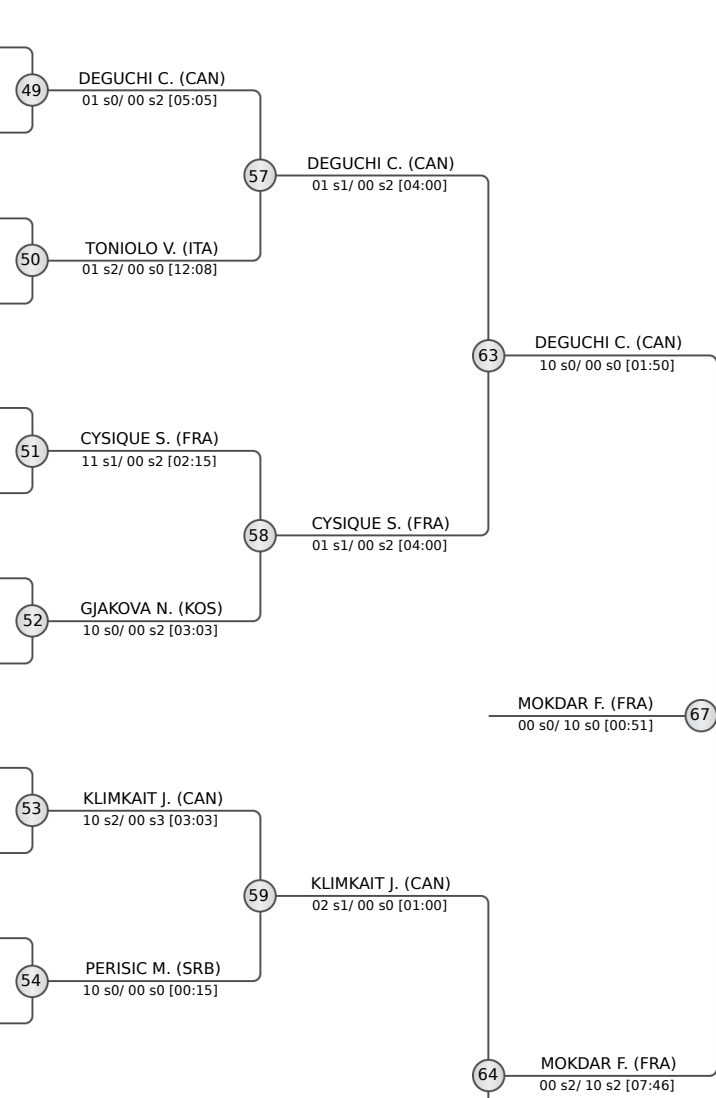 49
DEGUCHI C. (CAN)
01 s0/ 00 s2 [05:05]
57
DEGUCHI C. (CAN)
01 s1/ 00 s2 [04:00]
50
TONIOLO V. (ITA)
01 s2/ 00 s0 [12:08]
63
DEGUCHI C. (CAN)
10 s0/ 00 s0 [01:50]
51
CYSIQUE S. (FRA)
11 s1/ 00 s2 [02:15]
58
CYSIQUE S. (FRA)
01 s1/ 00 s2 [04:00]
52
GJAKOVA N. (KOS)
10 s0/ 00 s2 [03:03]
MOKDAR F. (FRA)
00 s0/ 10 s0 [00:51]
67
53
KLIMKAIT J. (CAN)
10 s2/ 00 s3 [03:03]
59
KLIMKAIT J. (CAN)
02 s1/ 00 s0 [01:00]
54
PERISIC M. (SRB)
10 s0/ 00 s0 [00:15]
64
MOKDAR F. (FRA)
00 s2/ 10 s2 [07:46]